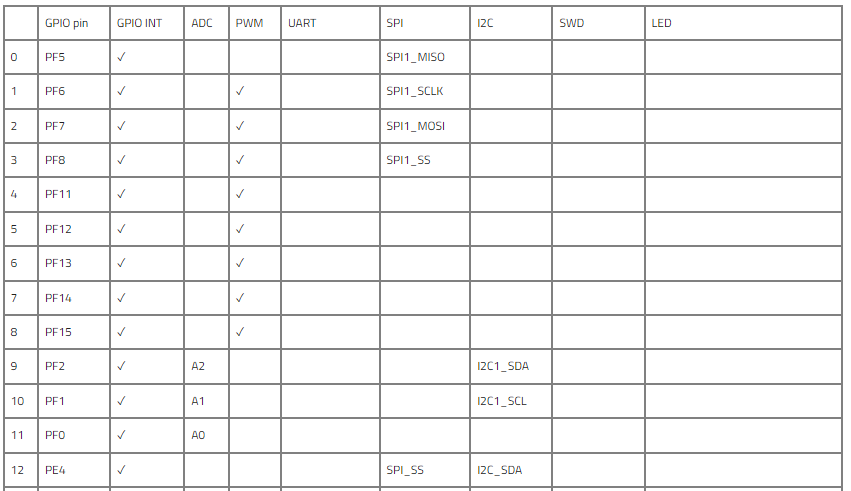 GPIO pin GPIO INT ADC PWM UART SPI I2C SWD LED
0 PF5 ✓ SPI1_MISO
1 PF6 ✓ ✓ SPI1_SCLK
2 PF7 ✓ ✓ SPI1_MOSI
3 PF8 ✓ ✓ SPI1_SS
4 PF11 ✓ ✓
5 PF12 ✓ ✓
6 PF13 ✓ ✓
7 PF14 ✓ ✓
8 PF15 ✓ ✓
9 PF2 ✓ A2 I2C1_SDA
10 PF1 ✓ A1 I2C1_SCL
11 PF0 ✓ A0
12 PE4 ✓ SPI_SS I2C_SDA